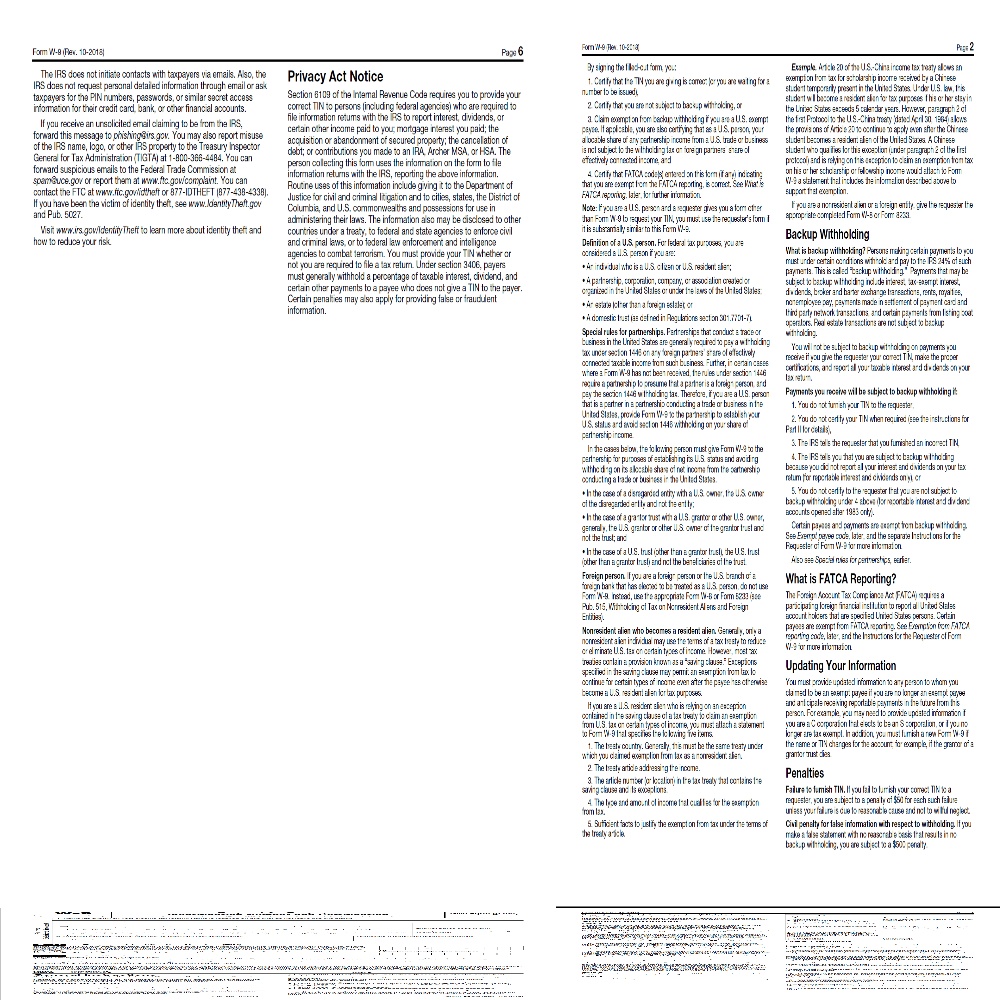 Form W-9 (Rev. 10-2018)
Page 6
The IRS does not initiate contacts with taxpayers via emails. Also, the
IRS does not request personal detailed information through email or ask
taxpayers for the PIN numbers, passwords, or similar secret access
information for their credit card, bank, or other financial accounts.
If you receive an unsolicited email claiming to be from the IRS,
forward this message to phishing@irs.gov. You may also report misuse
of the IRS name, logo, or other IRS property to the Treasury Inspector
General for Tax Administration (TIGTA) at 1-800-366-4484. You can
forward suspicious emails to the Federal Trade Commission at
spam@uce.gov or report them at www.ftc.gov/complaint. You can
contact the FTC at www.ftc.gov/idtheft or 877-IDTHEFT (877-438-4338).
If you have been the victim of identity theft, see www.IdentityTheft.gov
and Pub. 5027.
Visit www.irs.gov/IdentityTheft to learn more about identity theft and
how to reduce your risk.
Privacy Act Notice
Section 6109 of the Internal Revenue Code requires you to provide your
correct TIN to persons (including federal agencies) who are required to
file information returns with the IRS to report interest, dividends, or
certain other income paid to you; mortgage interest you paid; the
acquisition or abandonment of secured property; the cancellation of
debt; or contributions you made to an IRA, Archer MSA, or HSA. The
person collecting this form uses the information on the form to file
information returns with the IRS, reporting the above information.
Routine uses of this information include giving it to the Department of
Justice for civil and criminal litigation and to cities, states, the District of
Columbia, and U.S. commonwealths and possessions for use in
administering their laws. The information also may be disclosed to other
countries under a treaty, to federal and state agencies to enforce civil
and criminal laws, or to federal law enforcement and intelligence
agencies to combat terrorism. You must provide your TIN whether or
not you are required to file a tax return. Under section 3406, payers
must generally withhold a percentage of taxable interest, dividend, and
certain other payments to a payee who does not give a TIN to the payer.
Certain penalties may also apply for providing false or fraudulent
information.
Form W-9 (Rev. 10-2018)
Page 2
By signing the filled-out form, you:
1. Certify that the TIN you are giving is correct (or you are waiting for a
number to be issued),
2. Certify that you are not subject to backup withholding, or
3. Claim exemption from backup withholding if you are a U.S. exempt
payee. If applicable, you are also certifying that as a U.S. person, your
allocable share of any partnership income from a U.S. trade or business
is not subject to the withholding tax on foreign partners' share of
effectively connected income, and
4. Certify that FATCA code(s) entered on this form (if any) indicating
that you are exempt from the FATCA reporting, is correct. See What is
FATCA reporting, later, for further information.
Note: If you are a U.S. person and a requester gives you a form other
than Form W-9 to request your TIN, you must use the requester's form if
it is substantially similar to this Form W-9.
Definition of a U.S. person. For federal tax purposes, you are
considered a U.S. person if you are:
• An individual who is a U.S. citizen or U.S. resident alien;
• A partnership, corporation, company, or association created or
organized in the United States or under the laws of the United States;
• An estate (other than a foreign estate); or
• A domestic trust (as defined in Regulations section 301.7701-7).
Special rules for partnerships. Partnerships that conduct a trade or
business in the United States are generally required to pay a withholding
tax under section 1446 on any foreign partners' share of effectively
connected taxable income from such business. Further, in certain cases
where a Form W-9 has not been received, the rules under section 1446
require a partnership to presume that a partner is a foreign person, and
pay the section 1446 withholding tax. Therefore, if you are a U.S. person
that is a partner in a partnership conducting a trade or business in the
United States, provide Form W-9 to the partnership to establish your
U.S. status and avoid section 1446 withholding on your share of
partnership income.
In the cases below, the following person must give Form W-9 to the
partnership for purposes of establishing its U.S. status and avoiding
withholding on its allocable share of net income from the partnership
conducting a trade or business in the United States.
• In the case of a disregarded entity with a U.S. owner, the U.S. owner
of the disregarded entity and not the entity;
• In the case of a grantor trust with a U.S. grantor or other U.S. owner,
generally, the U.S. grantor or other U.S. owner of the grantor trust and
not the trust; and
• In the case of a U.S. trust (other than a grantor trust), the U.S. trust
(other than a grantor trust) and not the beneficiaries of the trust.
Foreign person. If you are a foreign person or the U.S. branch of a
foreign bank that has elected to be treated as a U.S. person, do not use
Form W-9. Instead, use the appropriate Form W-8 or Form 8233 (see
Pub. 515, Withholding of Tax on Nonresident Aliens and Foreign
Entities).
Nonresident alien who becomes a resident alien. Generally, only a
nonresident alien individual may use the terms of a tax treaty to reduce
or eliminate U.S. tax on certain types of income. However, most tax
treaties contain a provision known as a "saving clause." Exceptions
specified in the saving clause may permit an exemption from tax to
continue for certain types of income even after the payee has otherwise
become a U.S. resident alien for tax purposes.
If you are a U.S. resident alien who is relying on an exception
contained in the saving clause of a tax treaty to claim an exemption
from U.S. tax on certain types of income, you must attach a statement
to Form W-9 that specifies the following five items.
1. The treaty country. Generally, this must be the same treaty under
which you claimed exemption from tax as a nonresident alien.
2. The treaty article addressing the income.
3. The article number (or location) in the tax treaty that contains the
saving clause and its exceptions.
4. The type and amount of income that qualifies for the exemption
from tax.
5. Sufficient facts to justify the exemption from tax under the terms of
the treaty article.
Example. Article 20 of the U.S.-China income tax treaty allows an
exemption from tax for scholarship income received by a Chinese
student temporarily present in the United States. Under U.S. law, this
student will become a resident alien for tax purposes if his or her stay in
the United States exceeds 5 calendar years. However, paragraph 2 of
the first Protocol to the U.S.-China treaty (dated April 30, 1984) allows
the provisions of Article 20 to continue to apply even after the Chinese
student becomes a resident alien of the United States. A Chinese
student who qualifies for this exception (under paragraph 2 of the first
protocol) and is relying on this exception to claim an exemption from tax
on his or her scholarship or fellowship income would attach to Form
W-9 a statement that includes the information described above to
support that exemption.
If you are a nonresident alien or a foreign entity, give the requester the
appropriate completed Form W-8 or Form 8233.
Backup Withholding
What is backup withholding? Persons making certain payments to you
must under certain conditions withhold and pay to the IRS 24% of such
payments. This is called "backup withholding." Payments that may be
subject to backup withholding include interest, tax-exempt interest,
dividends, broker and barter exchange transactions, rents, royalties,
nonemployee pay, payments made in settlement of payment card and
third party network transactions, and certain payments from fishing boat
operators. Real estate transactions are not subject to backup
withholding.
You will not be subject to backup withholding on payments you
receive if you give the requester your correct TIN, make the proper
certifications, and report all your taxable interest and dividends on your
tax return.
Payments you receive will be subject to backup withholding if:
1. You do not furnish your TIN to the requester,
2. You do not certify your TIN when required (see the instructions for
Part II for details),
3. The IRS tells the requester that you furnished an incorrect TIN,
4. The IRS tells you that you are subject to backup withholding
because you did not report all your interest and dividends on your tax
return (for reportable interest and dividends only), or
5. You do not certify to the requester that you are not subject to
backup withholding under 4 above (for reportable interest and dividend
accounts opened after 1983 only).
Certain payees and payments are exempt from backup withholding.
See Exempt payee code, later, and the separate Instructions for the
Requester of Form W-9 for more information.
Also see Special rules for partnerships, earlier.
What is FATCA Reporting?
The Foreign Account Tax Compliance Act (FATCA) requires a
participating foreign financial institution to report all United States
account holders that are specified United States persons. Certain
payees are exempt from FATCA reporting. See Exemption from FATCA
reporting code, later, and the Instructions for the Requester of Form
W-9 for more information.
Updating Your Information
You must provide updated information to any person to whom you
claimed to be an exempt payee if you are no longer an exempt payee
and anticipate receiving reportable payments in the future from this
person. For example, you may need to provide updated information if
you are a C corporation that elects to be an S corporation, or if you no
longer are tax exempt. In addition, you must furnish a new Form W-9 if
the name or TIN changes for the account; for example, if the grantor of a
grantor trust dies.
Penalties
Failure to furnish TIN. If you fail to furnish your correct TIN to a
requester, you are subject to a penalty of $50 for each such failure
unless your failure is due to reasonable cause and not to willful neglect.
Civil penalty for false information with respect to withholding. If you
make a false statement with no reasonable basis that results in no
backup withholding, you are subject to a $500 penalty.